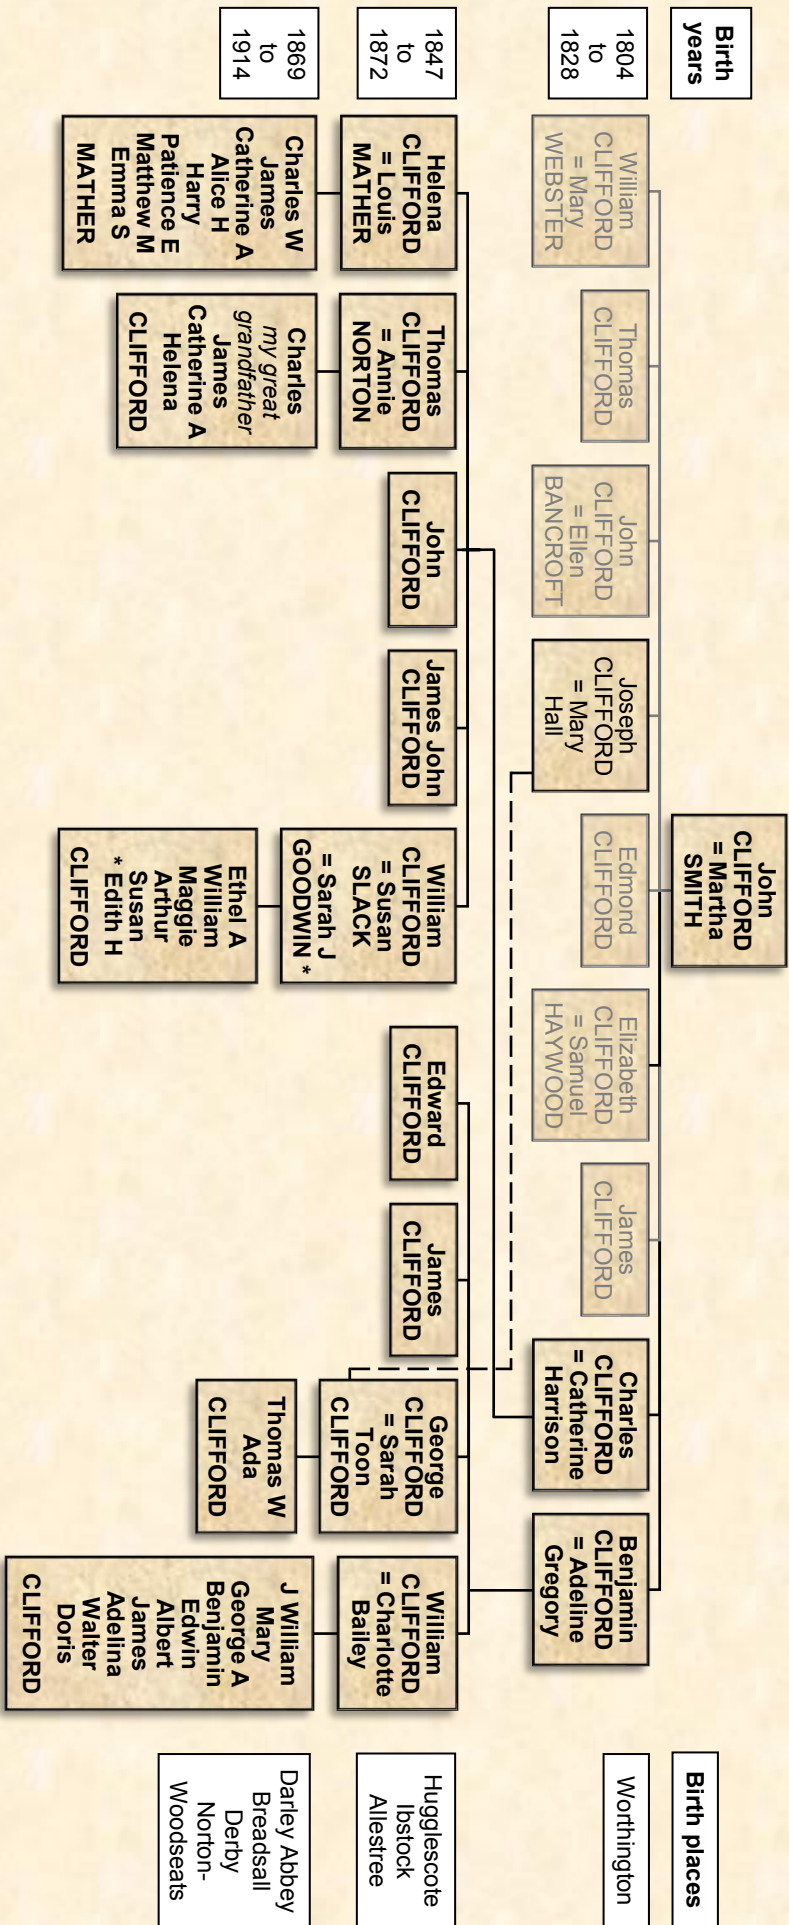 Birth
years
John
CLIFFORD
= Martha
SMITH
Birth places
1804
to
1828
William
CLIFFORD
= Mary
WEBSTER
Thomas
CLIFFORD
John
CLIFFORD
= Ellen
BANCROFT
Joseph
CLIFFORD
= Mary
Hall
Edmond
CLIFFORD
Elizabeth
CLIFFORD
= Samuel
HAYWOOD
James
CLIFFORD
Charles
CLIFFORD
= Catherine
Harrison
Benjamin
CLIFFORD
= Adeline
Gregory
Worthington
1847
to
1872
Helena
CLIFFORD
= Louis
MATHER
Thomas
CLIFFORD
= Annie
NORTON
John
CLIFFORD
James John
CLIFFORD
William
CLIFFORD
= Susan
SLACK
= Sarah J
GOODWIN *
Edward
CLIFFORD
James
CLIFFORD
George
CLIFFORD
= Sarah
Toon
CLIFFORD
William
CLIFFORD
= Charlotte
Bailey
Hugglescote
Ibstock
Allestree
1869
to
1914
Charles W
James
Catherine A
Alice H
Harry
Patience E
Matthew M
Emma S
MATHER
Charles
my great
grandfather
James
Catherine A
Helena
CLIFFORD
Ethel A
William
Maggie
Arthur
Susan
* Edith H
CLIFFORD
Thomas W
Ada
CLIFFORD
J William
Mary
George A
Benjamin
Edwin
Albert
James
Adelina
Walter
Doris
CLIFFORD
Darley Abbey
Breadsall
Derby
Norton-
Woodseats